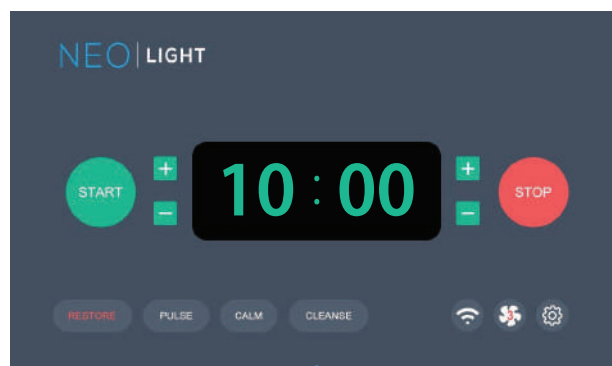 NEO|LIGHT
START + 10:00 + STOP
− −
RESTORE PULSE CALM CLEANSE 3